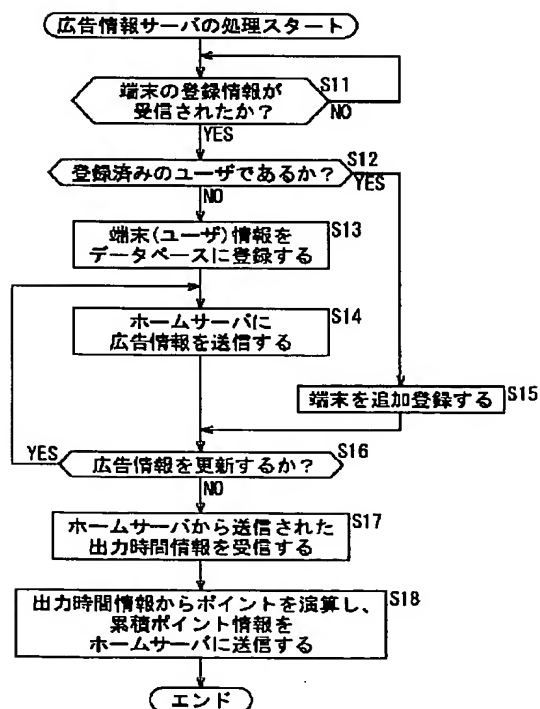 広告情報サーバの処理スタート
S11
端末の登録情報が
受信されたか？
NO
YES
S12
登録済みのユーザであるか？
YES
NO
S13
端末(ユーザ)情報を
データベースに登録する
S14
ホームサーバに
広告情報を送信する
S15
端末を追加登録する
S16
YES
広告情報を更新するか？
NO
S17
ホームサーバから送信された
出力時間情報を受信する
S18
出力時間情報からポイントを演算し、
累積ポイント情報を
ホームサーバに送信する
エンド